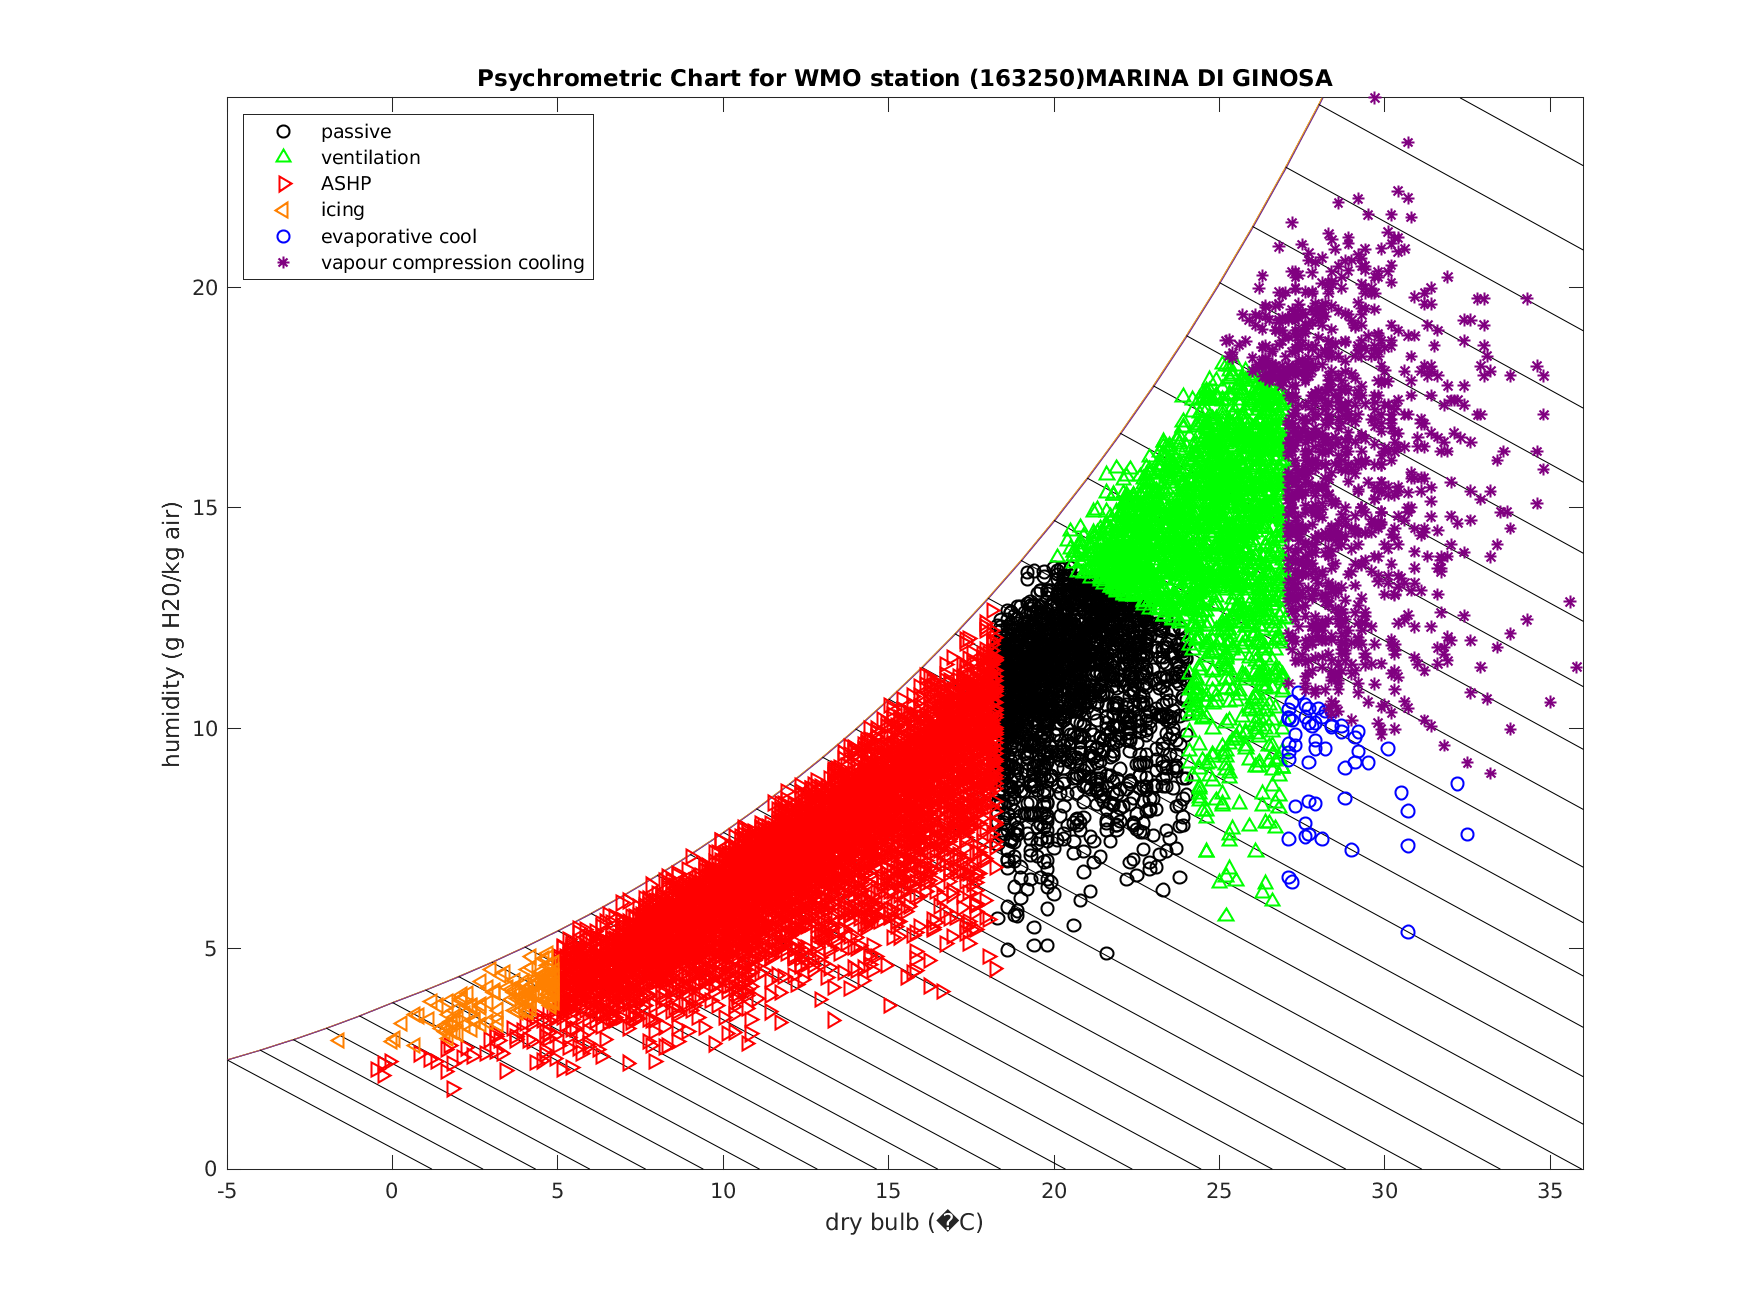 Psychrometric Chart for WMO station (163250)MARINA DI GINOSA
passive
ventilation
ASHP
icing
evaporative cool
vapour compression cooling
humidity (g H20/kg air)
20
15
10
5
0
-5 0 5 10 15 20 25 30 35
dry bulb (�C)